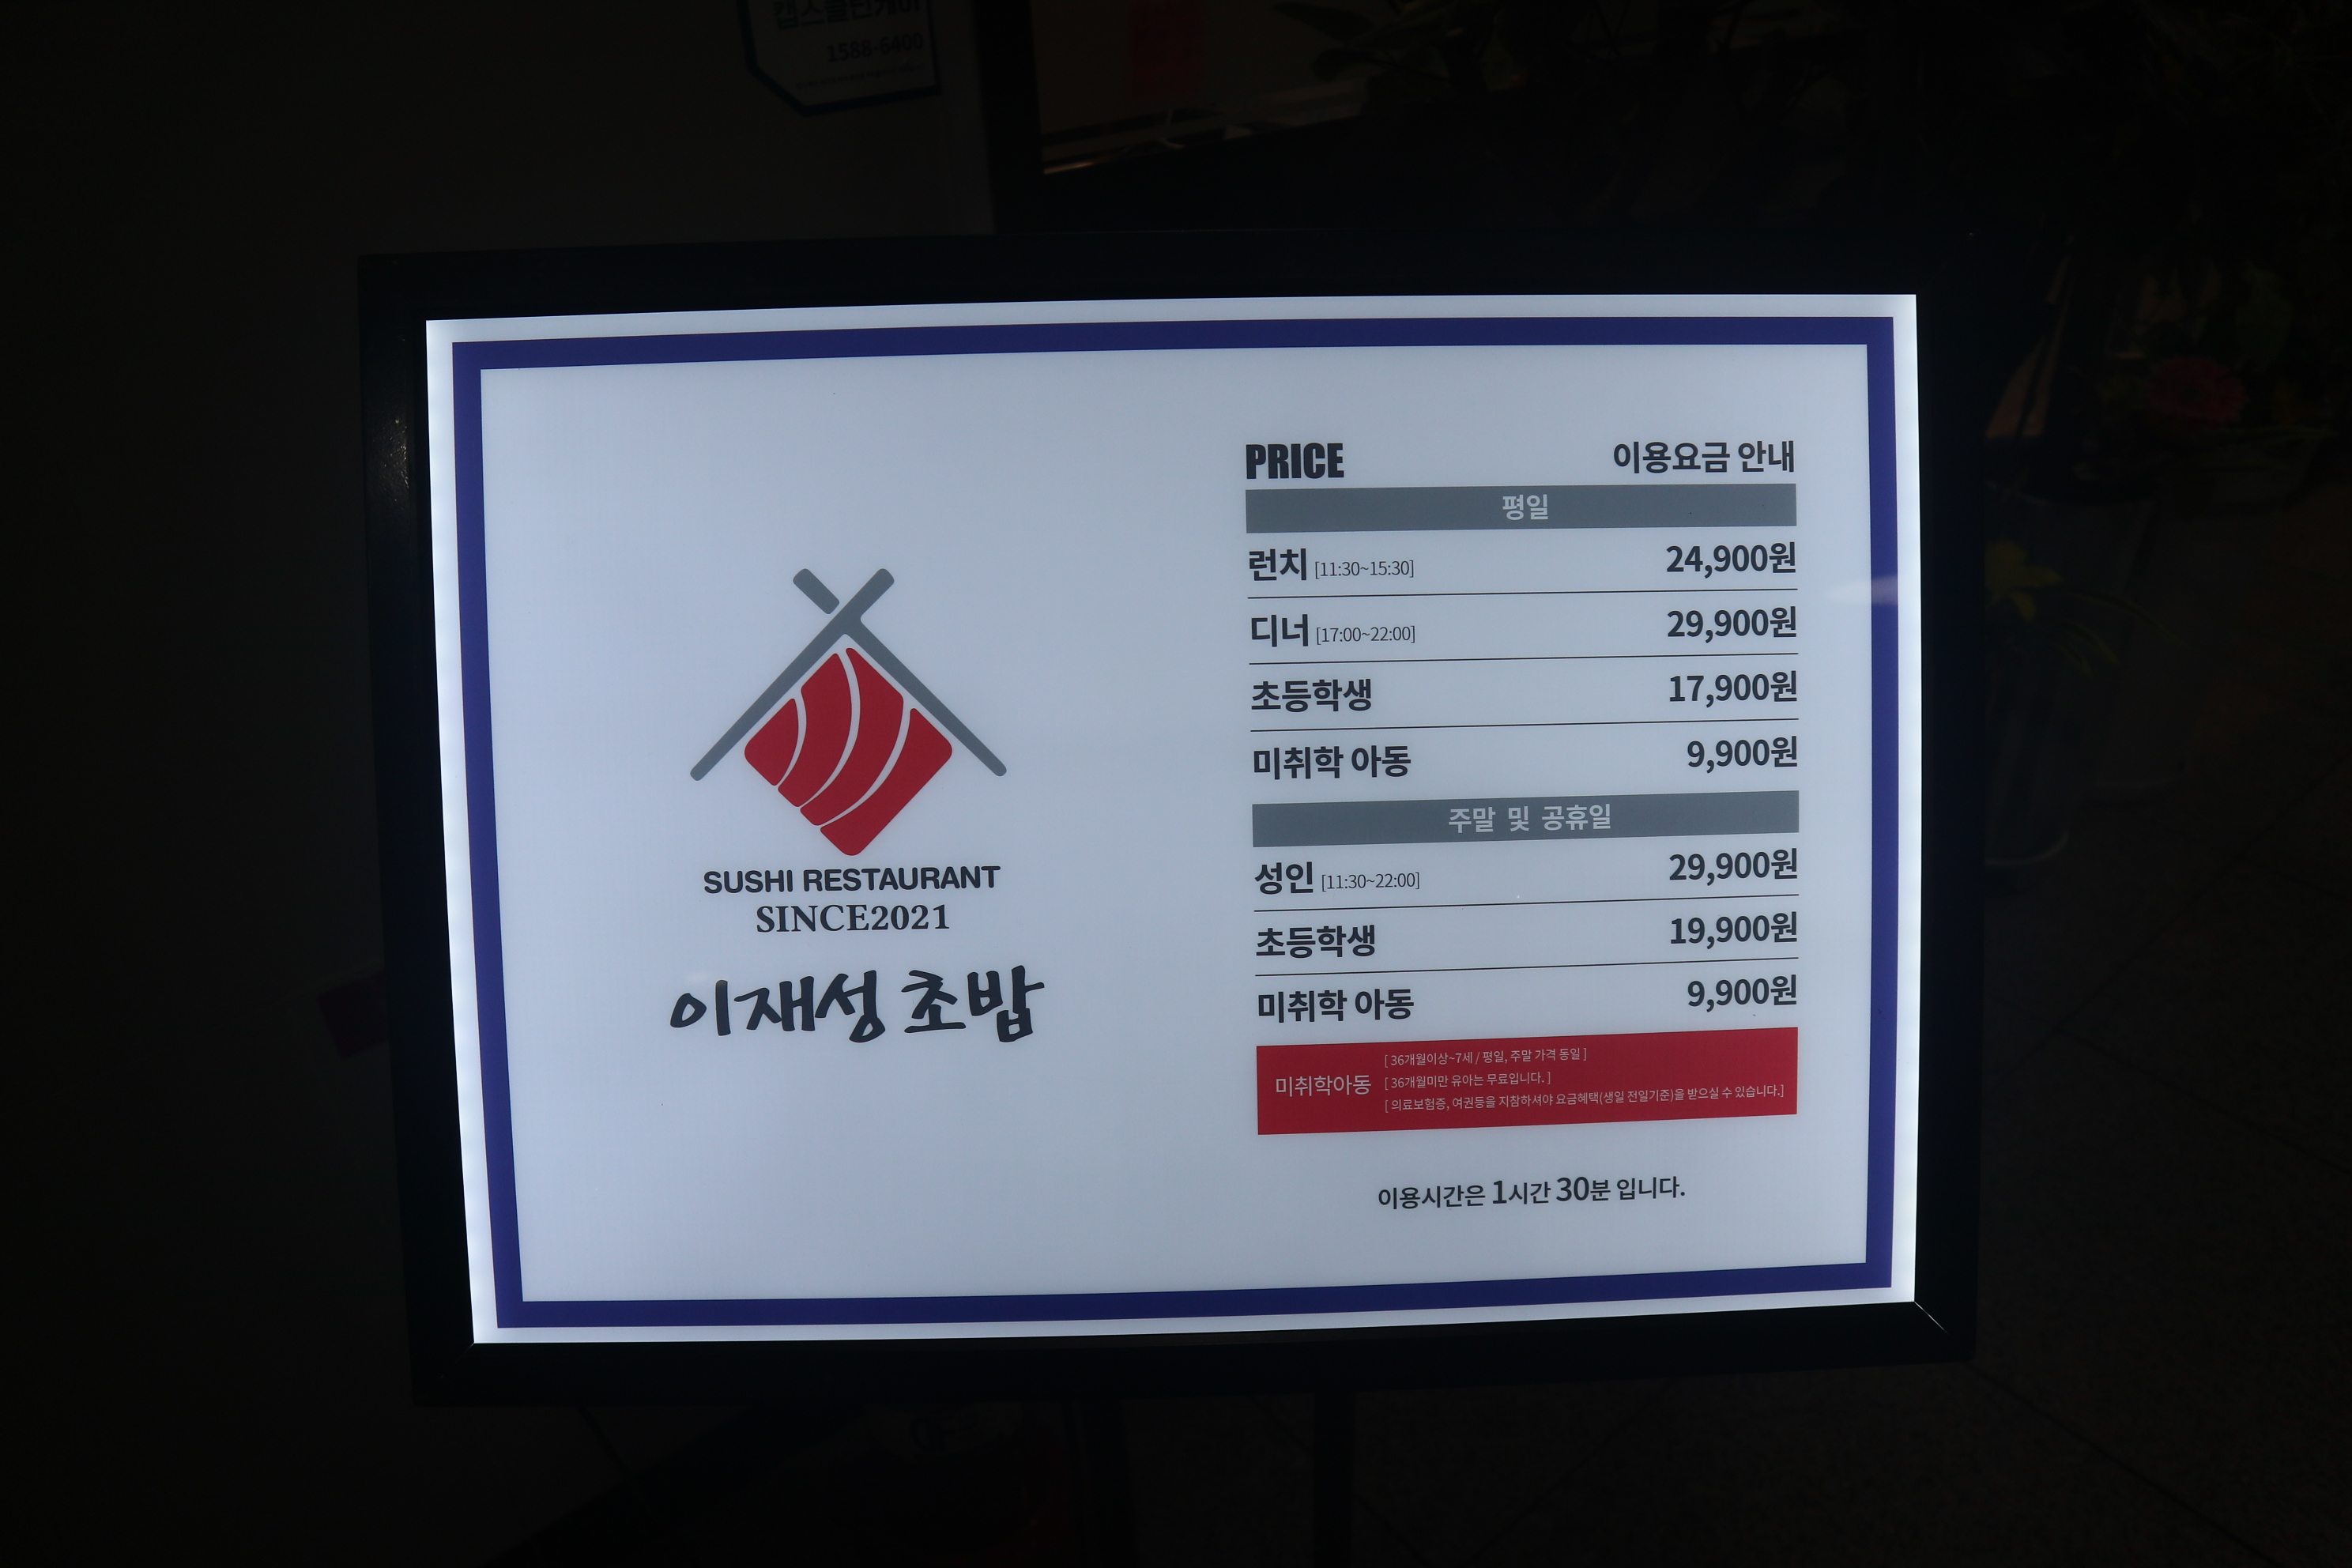 1588-6400
SUSHI RESTAURANT
SINCE2021
이재성 초밥
PRICE 이용요금 안내
평일
런치 [11:30~15:30] 24,900원
디너 [17:00~22:00] 29,900원
초등학생 17,900원
미취학 아동 9,900원
주말 및 공휴일
성인 [11:30~22:00] 29,900원
초등학생 19,900원
미취학 아동 9,900원
미취학아동
[ 36개월이상~7세 / 평일, 주말 가격 동일 ]
[ 36개월미만 유아는 무료입니다. ]
[ 의료보험증, 여권등을 지참하셔야 요금혜택(생일 전일기준)을 받으실 수 있습니다.]
이용시간은 1시간 30분 입니다.